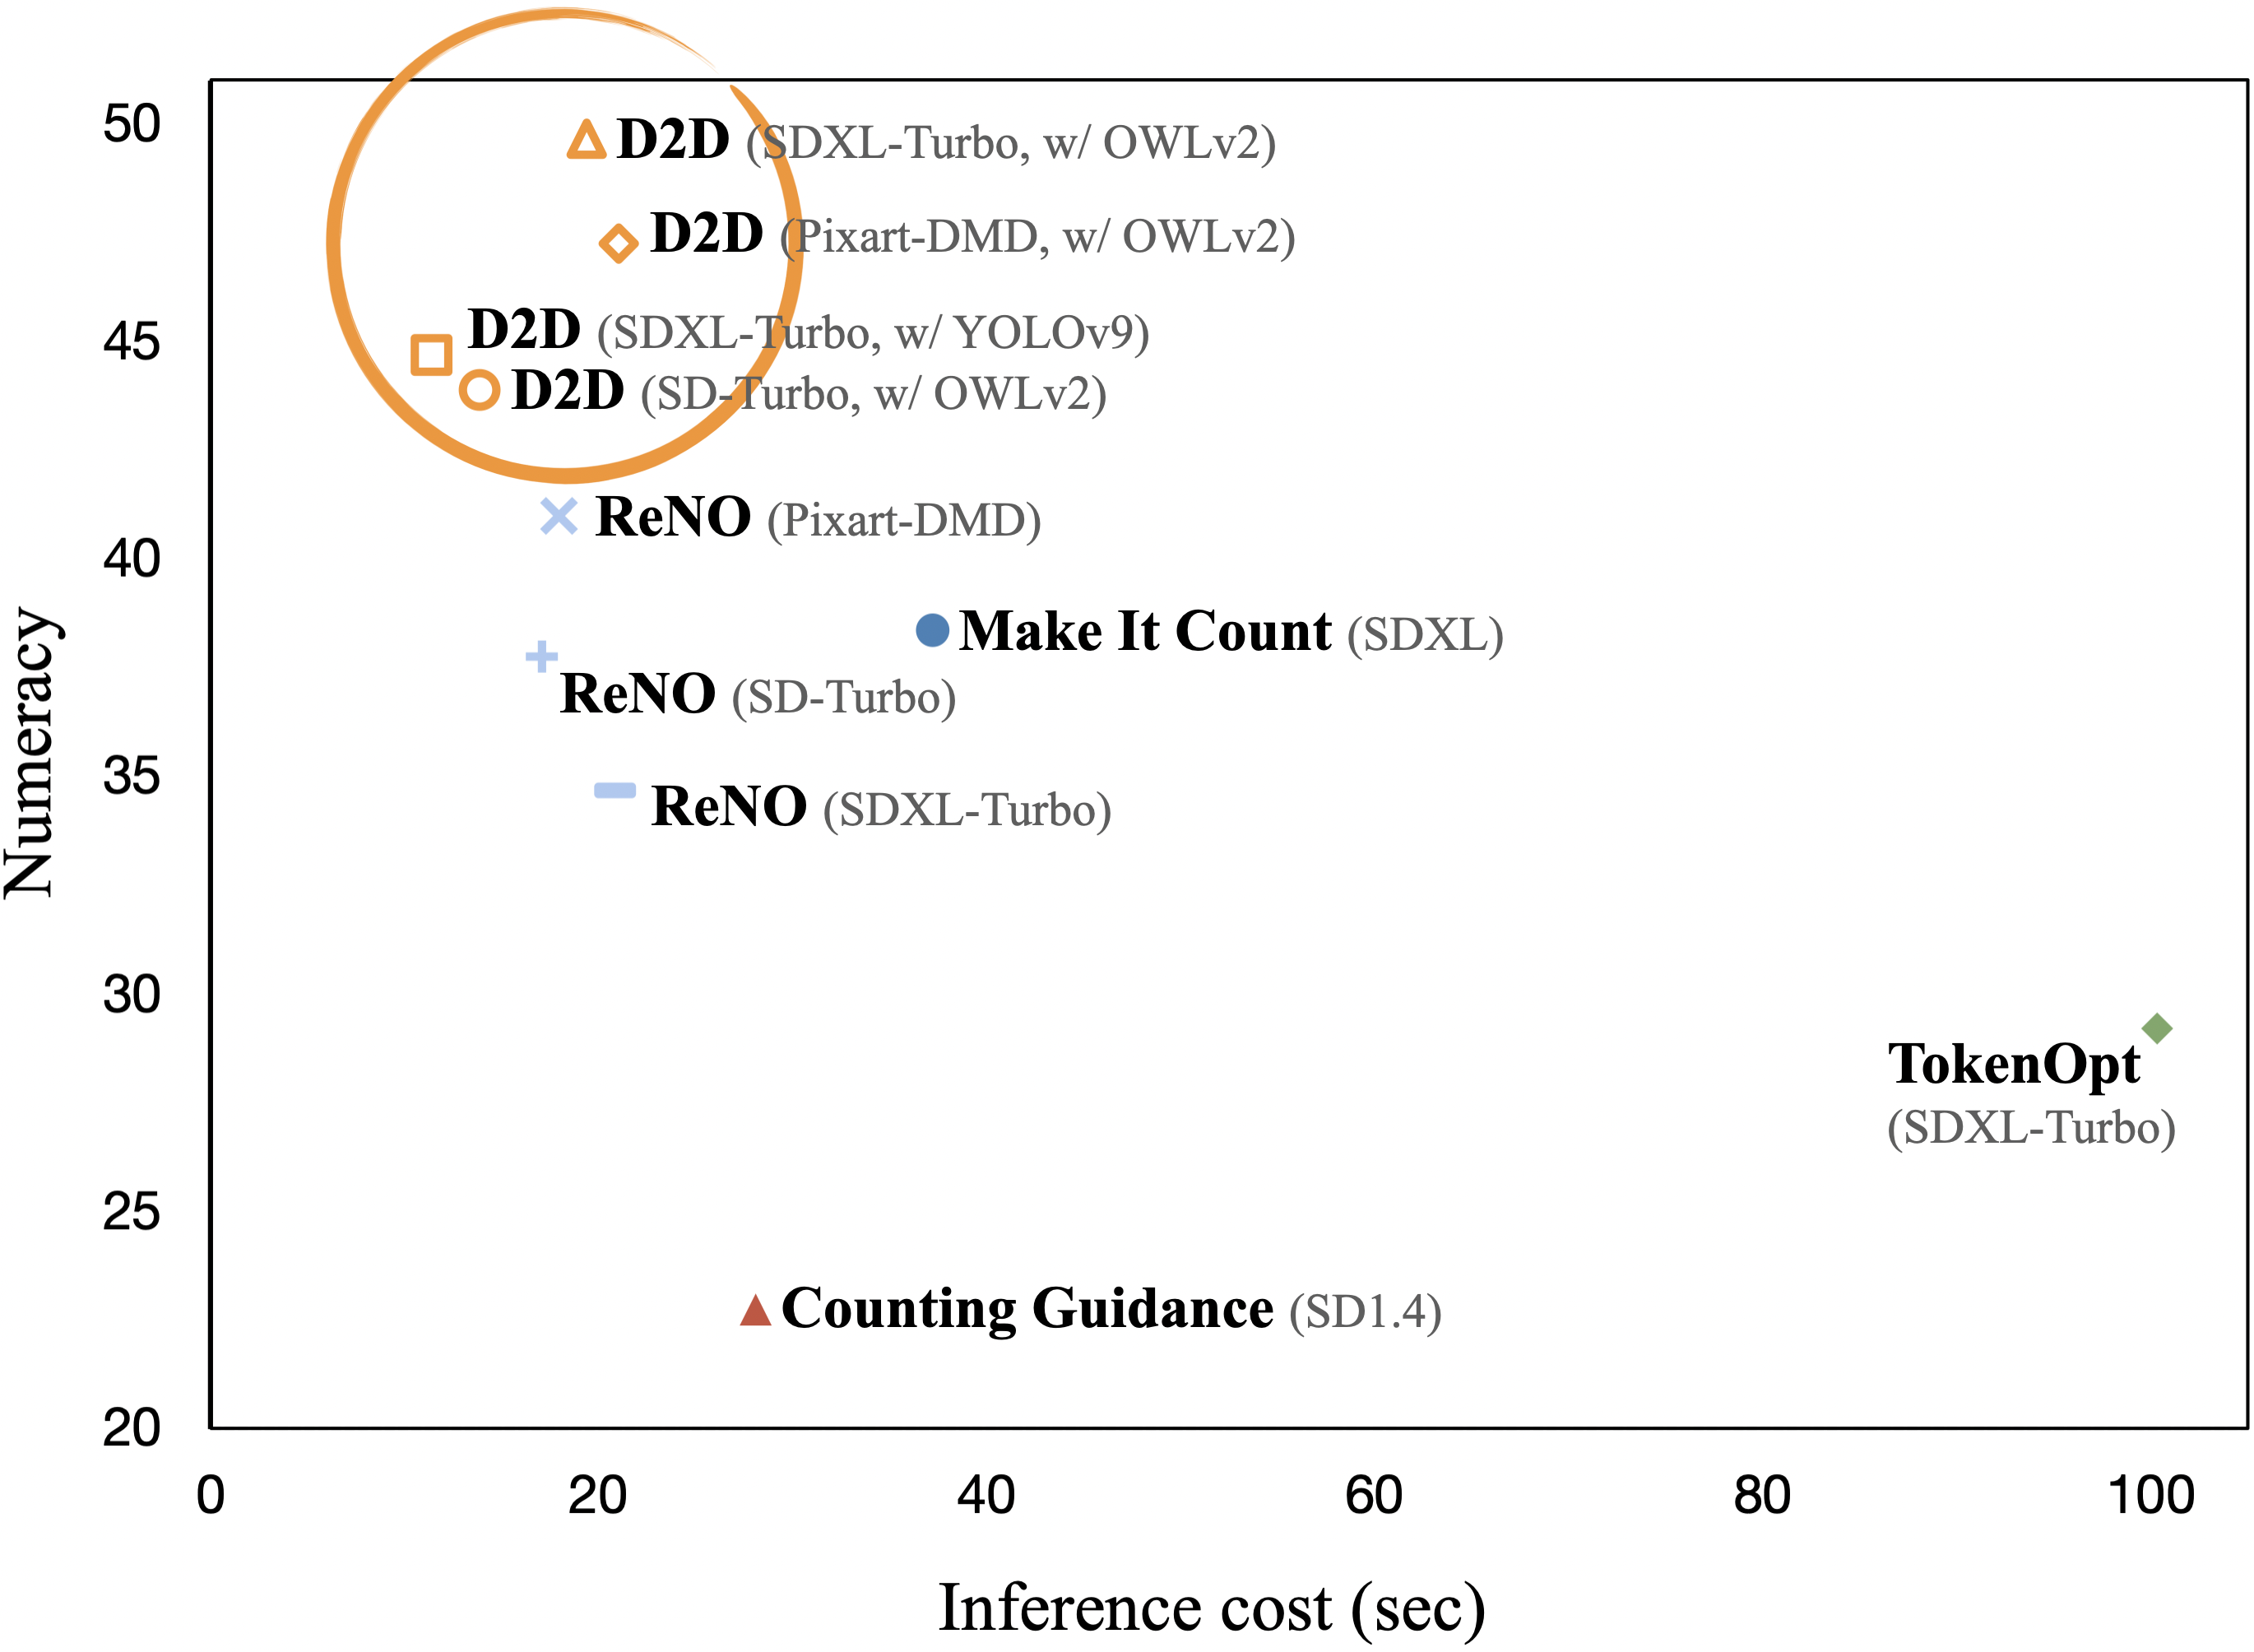 50
D2D (SDXL-Turbo, w/ OWLv2)
D2D (Pixart-DMD, w/ OWLv2)
45
D2D (SDXL-Turbo, w/ YOLOv9)
D2D (SD-Turbo, w/ OWLv2)
ReNO (Pixart-DMD)
40
Make It Count (SDXL)
ReNO (SD-Turbo)
35
ReNO (SDXL-Turbo)
Numeracy
30
TokenOpt
(SDXL-Turbo)
25
Counting Guidance (SD1.4)
20
0 20 40 60 80 100
Inference cost (sec)